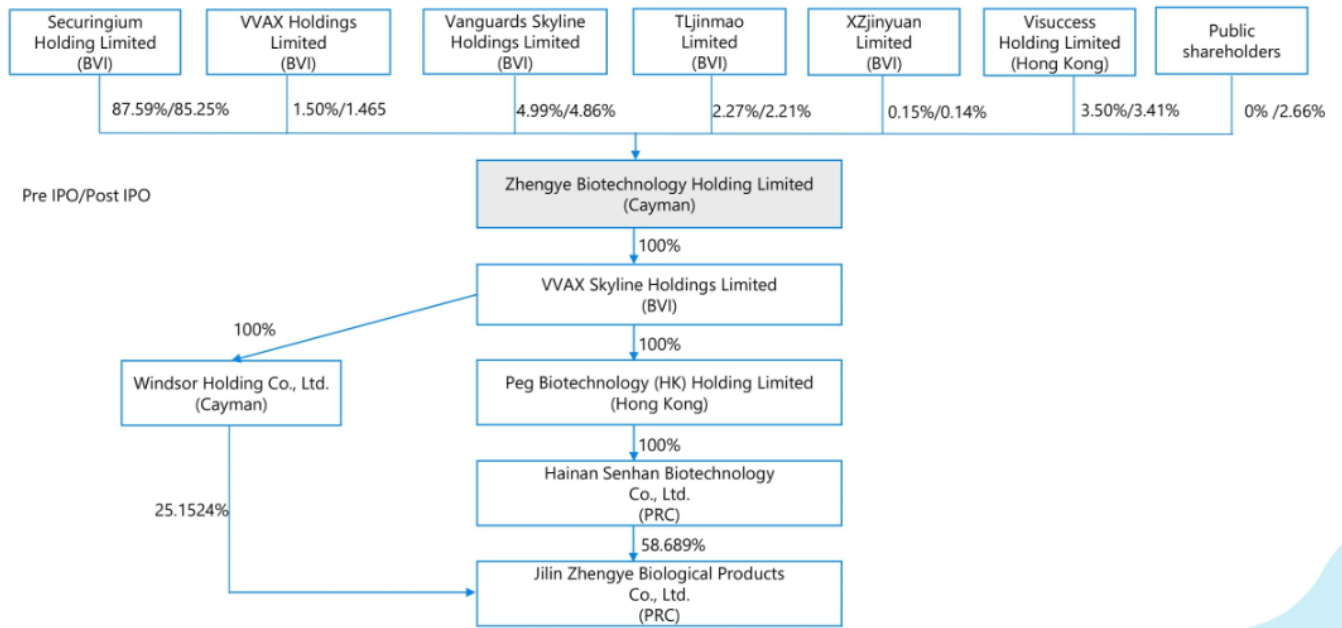 Securingium
Holding Limited
(BVI)
VVAX Holdings
Limited
(BVI)
Vanguards Skyline
Holdings Limited
(BVI)
TLjinmao
Limited
(BVI)
XZjinyuan
Limited
(BVI)
Visuccess
Holding Limited
(Hong Kong)
Public
shareholders
87.59%/85.25%
1.50%/1.465
4.99%/4.86%
2.27%/2.21%
0.15%/0.14%
3.50%/3.41%
0% /2.66%
Pre IPO/Post IPO
Zhengye Biotechnology Holding Limited
(Cayman)
100%
VVAX Skyline Holdings Limited
(BVI)
100%
100%
Windsor Holding Co., Ltd.
(Cayman)
Peg Biotechnology (HK) Holding Limited
(Hong Kong)
100%
Hainan Senhan Biotechnology
Co., Ltd.
(PRC)
25.1524%
58.689%
Jilin Zhengye Biological Products
Co., Ltd.
(PRC)